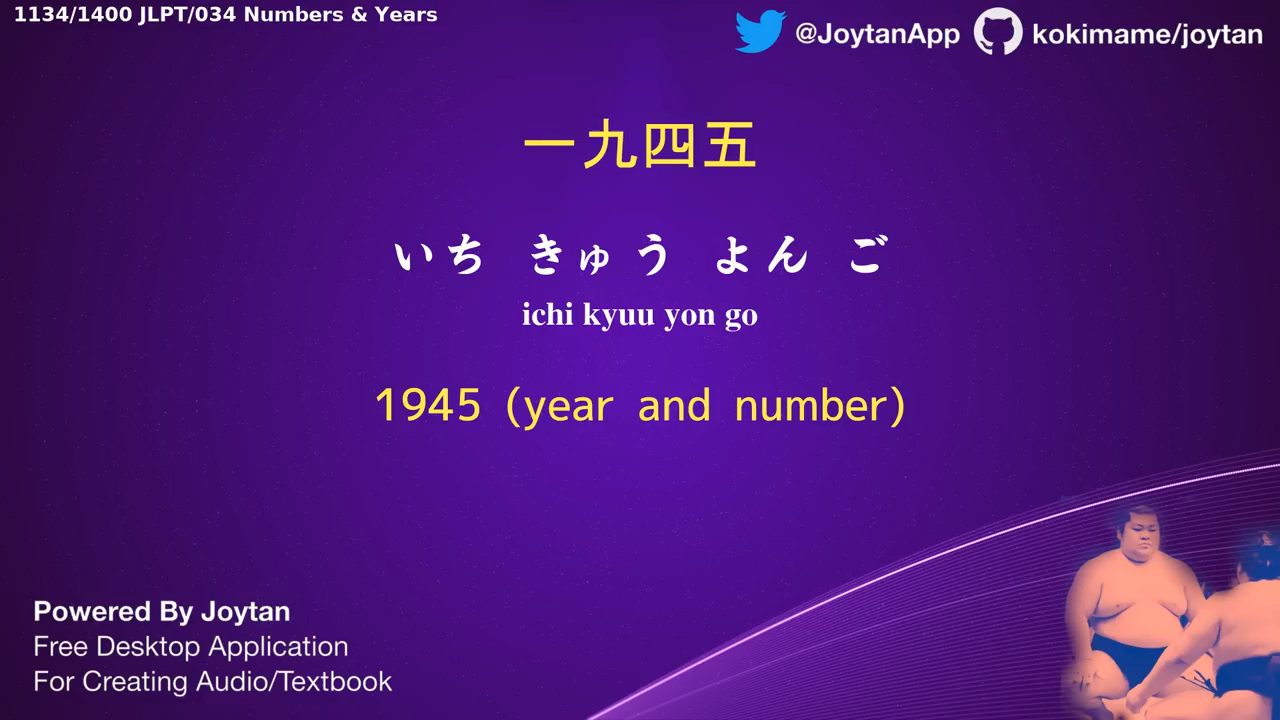 1134/1400 JLPT/034 Numbers & Years
@JoytanApp kokimame/joytan
一九四五
いち きゅう よん ご
ichi kyuu yon go
1945 (year and number)
Powered By Joytan
Free Desktop Application
For Creating Audio/Textbook